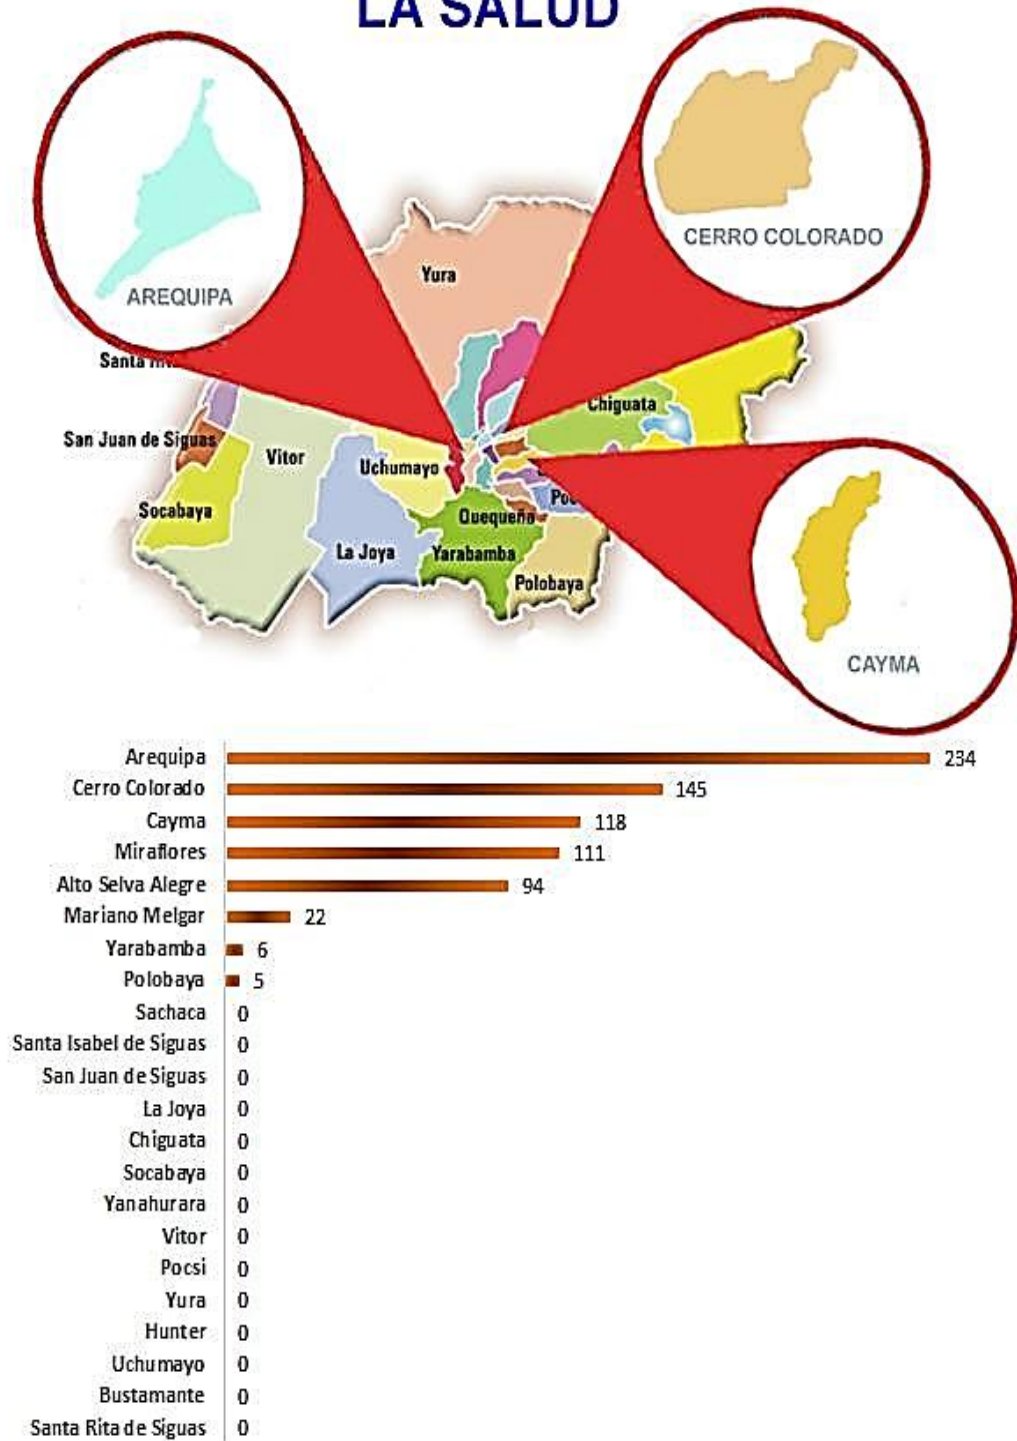 LA SALUD
AREQUIPA
CERRO COLORADO
Yura
Santa
Chiguata
San Juan de Siguas
Vitor
Uchumayo
Socabaya
Quequeña
La Joya
Yarabamba
Polobaya
CAYMA
Arequipa 234
Cerro Colorado 145
Cayma 118
Miraflores 111
Alto Selva Alegre 94
Mariano Melgar 22
Yarabamba 6
Polobaya 5
Sachaca 0
Santa Isabel de Siguas 0
San Juan de Siguas 0
La Joya 0
Chiguata 0
Socabaya 0
Yanahurara 0
Vitor 0
Pocsi 0
Yura 0
Hunter 0
Uchumayo 0
Bustamante 0
Santa Rita de Siguas 0